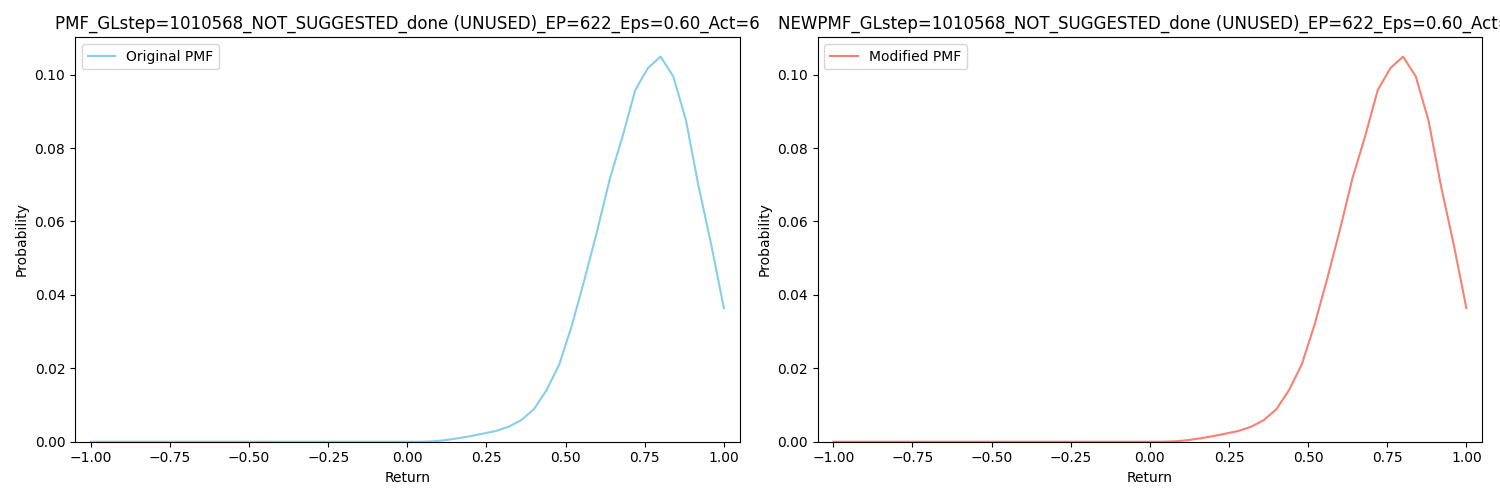 PMF_GLstep=1010568_NOT_SUGGESTED_done (UNUSED)_EP=622_Eps=0.60_Act=6
Original PMF
Probability
0.10
0.08
0.06
0.04
0.02
0.00
−1.00 −0.75 −0.50 −0.25 0.00 0.25 0.50 0.75 1.00
Return
NEWPMF_GLstep=1010568_NOT_SUGGESTED_done (UNUSED)_EP=622_Eps=0.60_Act=
Modified PMF
Probability
0.10
0.08
0.06
0.04
0.02
0.00
−1.00 −0.75 −0.50 −0.25 0.00 0.25 0.50 0.75 1.00
Return